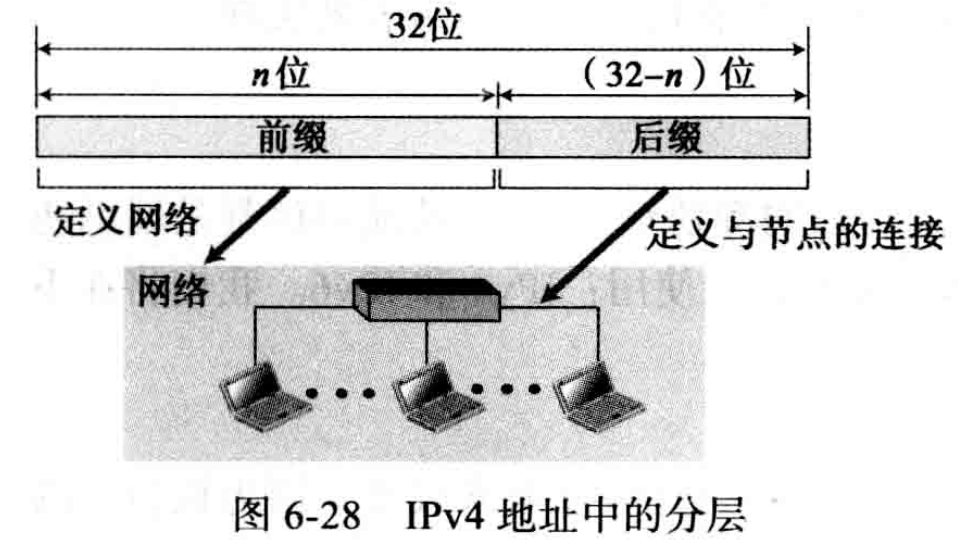 32位
n位
（32-n）位
前缀
后缀
定义网络
定义与节点的连接
网络
图 6-28 IPv4 地址中的分层